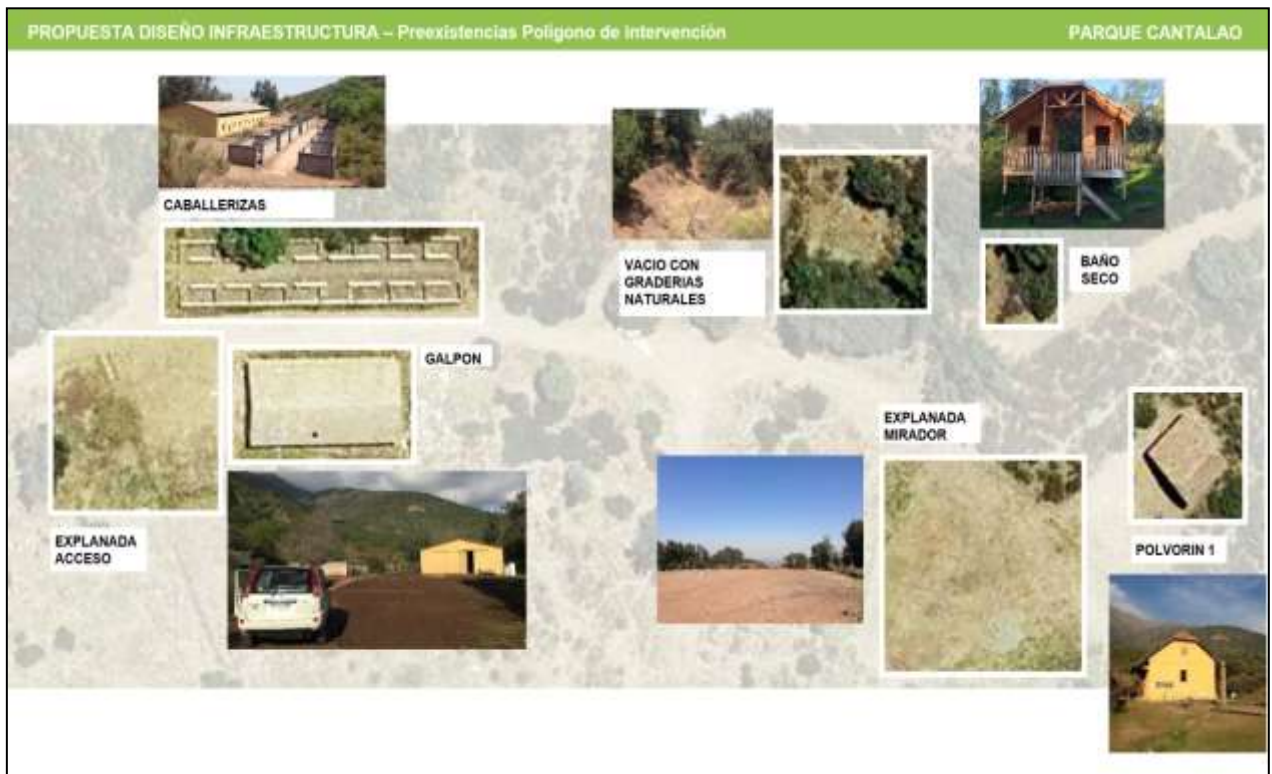 PROPUESTA DISEÑO INFRAESTRUCTURA – Preexistencias Polígono de Intervención
PARQUE CANTALAO
CABALLERIZAS
VACIO CON
GRADERIAS
NATURALES
BAÑO
SECO
GALPON
EXPLANADA
MIRADOR
EXPLANADA
ACCESO
POLVORIN 1